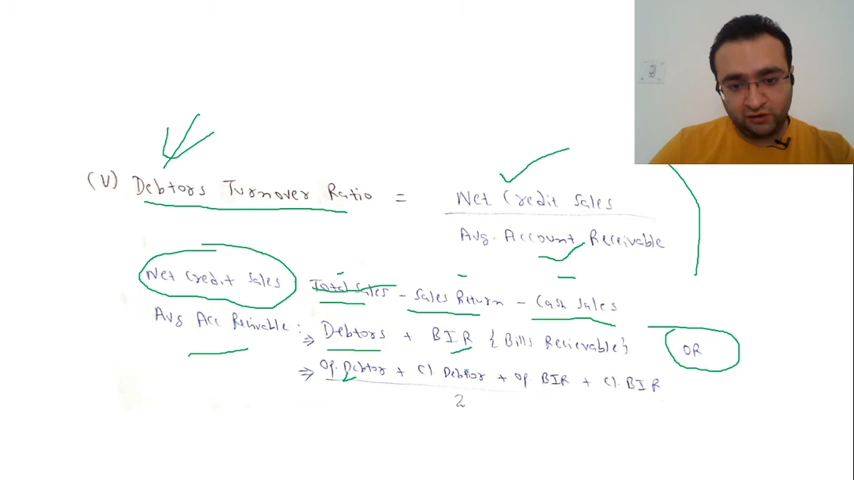 (V) Debtors Turnover Ratio = Net Credit Sales
Avg. Account Receivable
Net Credit Sales Total Sales - Sales Return - Cash Sales
Avg Acc Reivable : ⇒ Debtors + BIR {Bills Recievable} OR
⇒ Op. Debtor + Cl Debtor + Op BIR + Cl. BIR
2